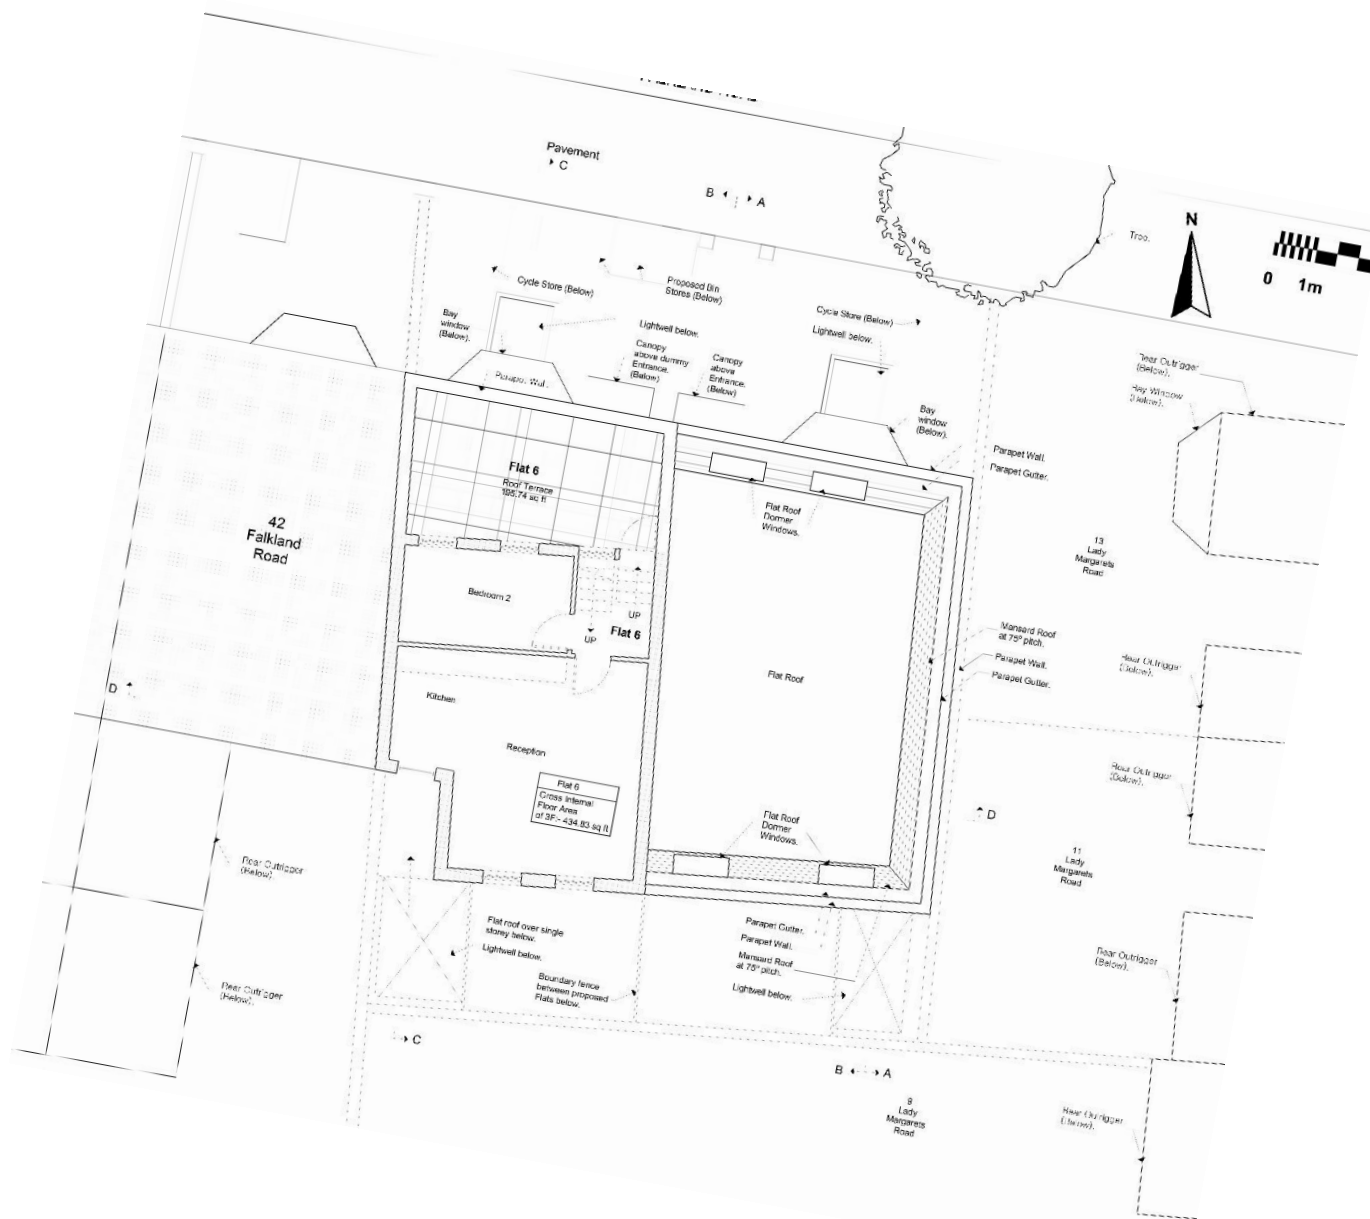 Pavement
C
B
A
N
Tree.
0 1m
Cycle Store (Below)
Proposed Bin
Stores (Below)
Bay
window
(Below).
Lightwell below.
Canopy
above dummy
Entrance.
(Below)
Canopy
above
Entrance.
(Below)
Cycle Store (Below)
Lightwell below.
Rear Outrigger
(Below).
Bay Window
(Below).
Parapet Wall.
Bay
window
(Below).
Parapet Wall.
Parapet Gutter.
Flat 6
Roof Terrace
195.74 sq ft
Flat Roof
Dormer
Windows.
42
Falkland
Road
13
Lady
Margarets
Road
Bedroom 2
UP
UP
Flat 6
Mansard Roof
at 75° pitch.
Parapet Wall.
Parapet Gutter.
Rear Outrigger
(Below).
Flat Roof
D
Kitchen
Reception
Flat 6
Gross Internal
Floor Area
of 3F:- 434.83 sq ft
Rear Outrigger
(Below).
Flat Roof
Dormer
Windows.
D
11
Lady
Margarets
Road
Rear Outrigger
(Below).
Flat roof over single
storey below.
Lightwell below.
Boundary fence
between proposed
Flats below.
Parapet Gutter.
Parapet Wall.
Mansard Roof
at 75° pitch.
Lightwell below.
Rear Outrigger
(Below).
Rear Outrigger
(Below).
C
B
A
9
Lady
Margarets
Road
Rear Outrigger
(Below).